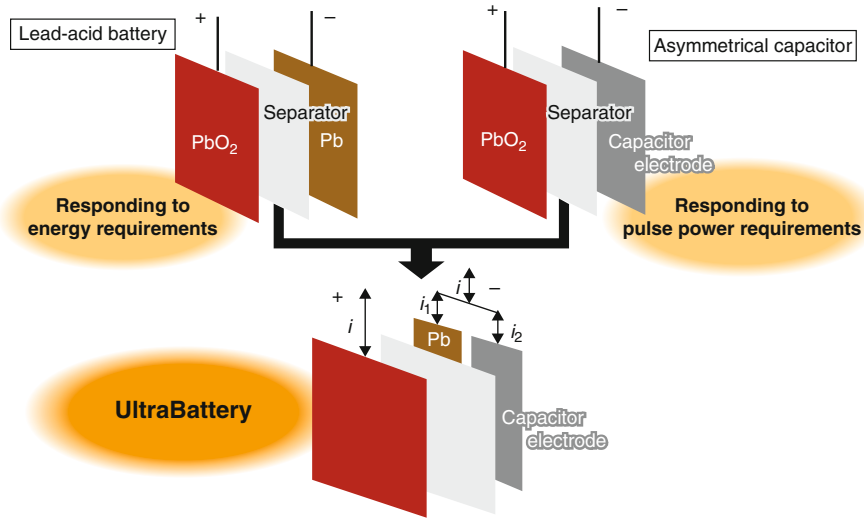 +
–
Lead-acid battery
Separator
PbO₂
Pb
Responding to
energy requirements
+
–
Asymmetrical capacitor
Separator
PbO₂
Capacitor
electrode
Responding to
pulse power requirements
+
i
i
–
i₁
i₂
Pb
UltraBattery
Capacitor
electrode